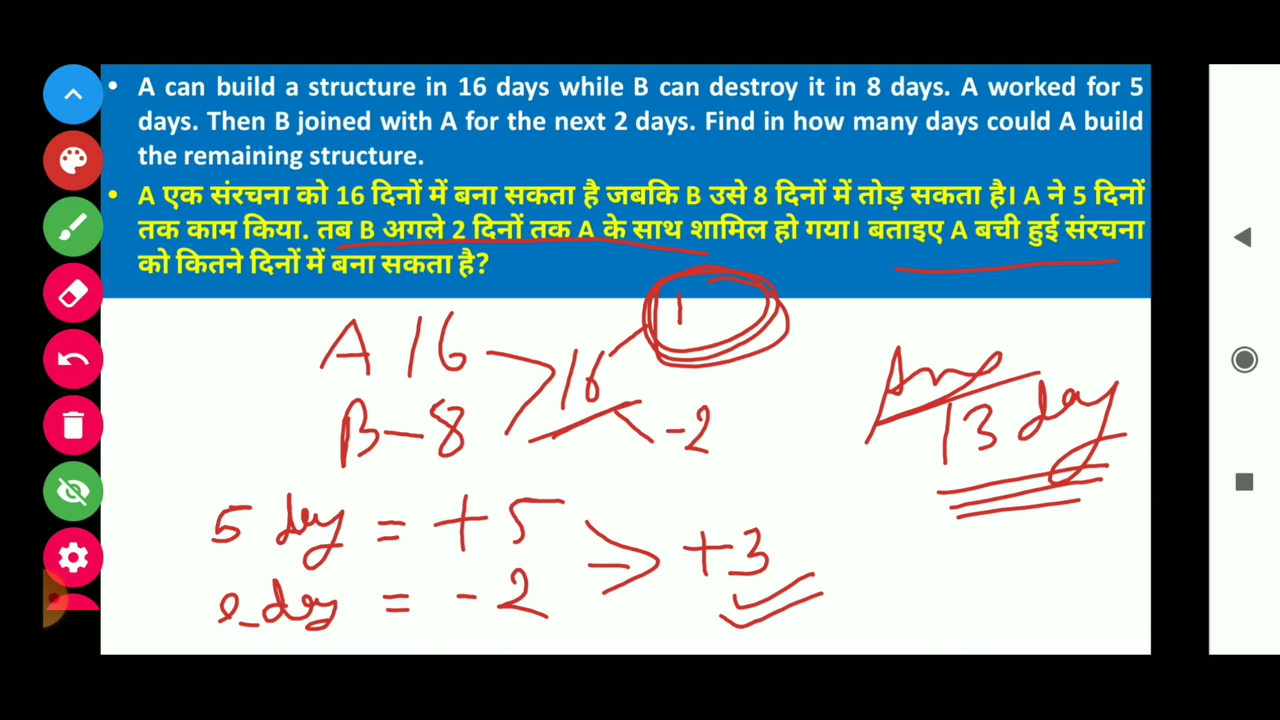 • A can build a structure in 16 days while B can destroy it in 8 days. A worked for 5
days. Then B joined with A for the next 2 days. Find in how many days could A build
the remaining structure.
• A एक संरचना को 16 दिनों में बना सकता है जबकि B उसे 8 दिनों में तोड़ सकता है। A ने 5 दिनों
तक काम किया. तब B अगले 2 दिनों तक A के साथ शामिल हो गया। बताइए A बची हुई संरचना
को कितने दिनों में बना सकता है?
1
A 16
16
B-8
-2
Ans
13 day
5 day = +5
+3
2 day = -2